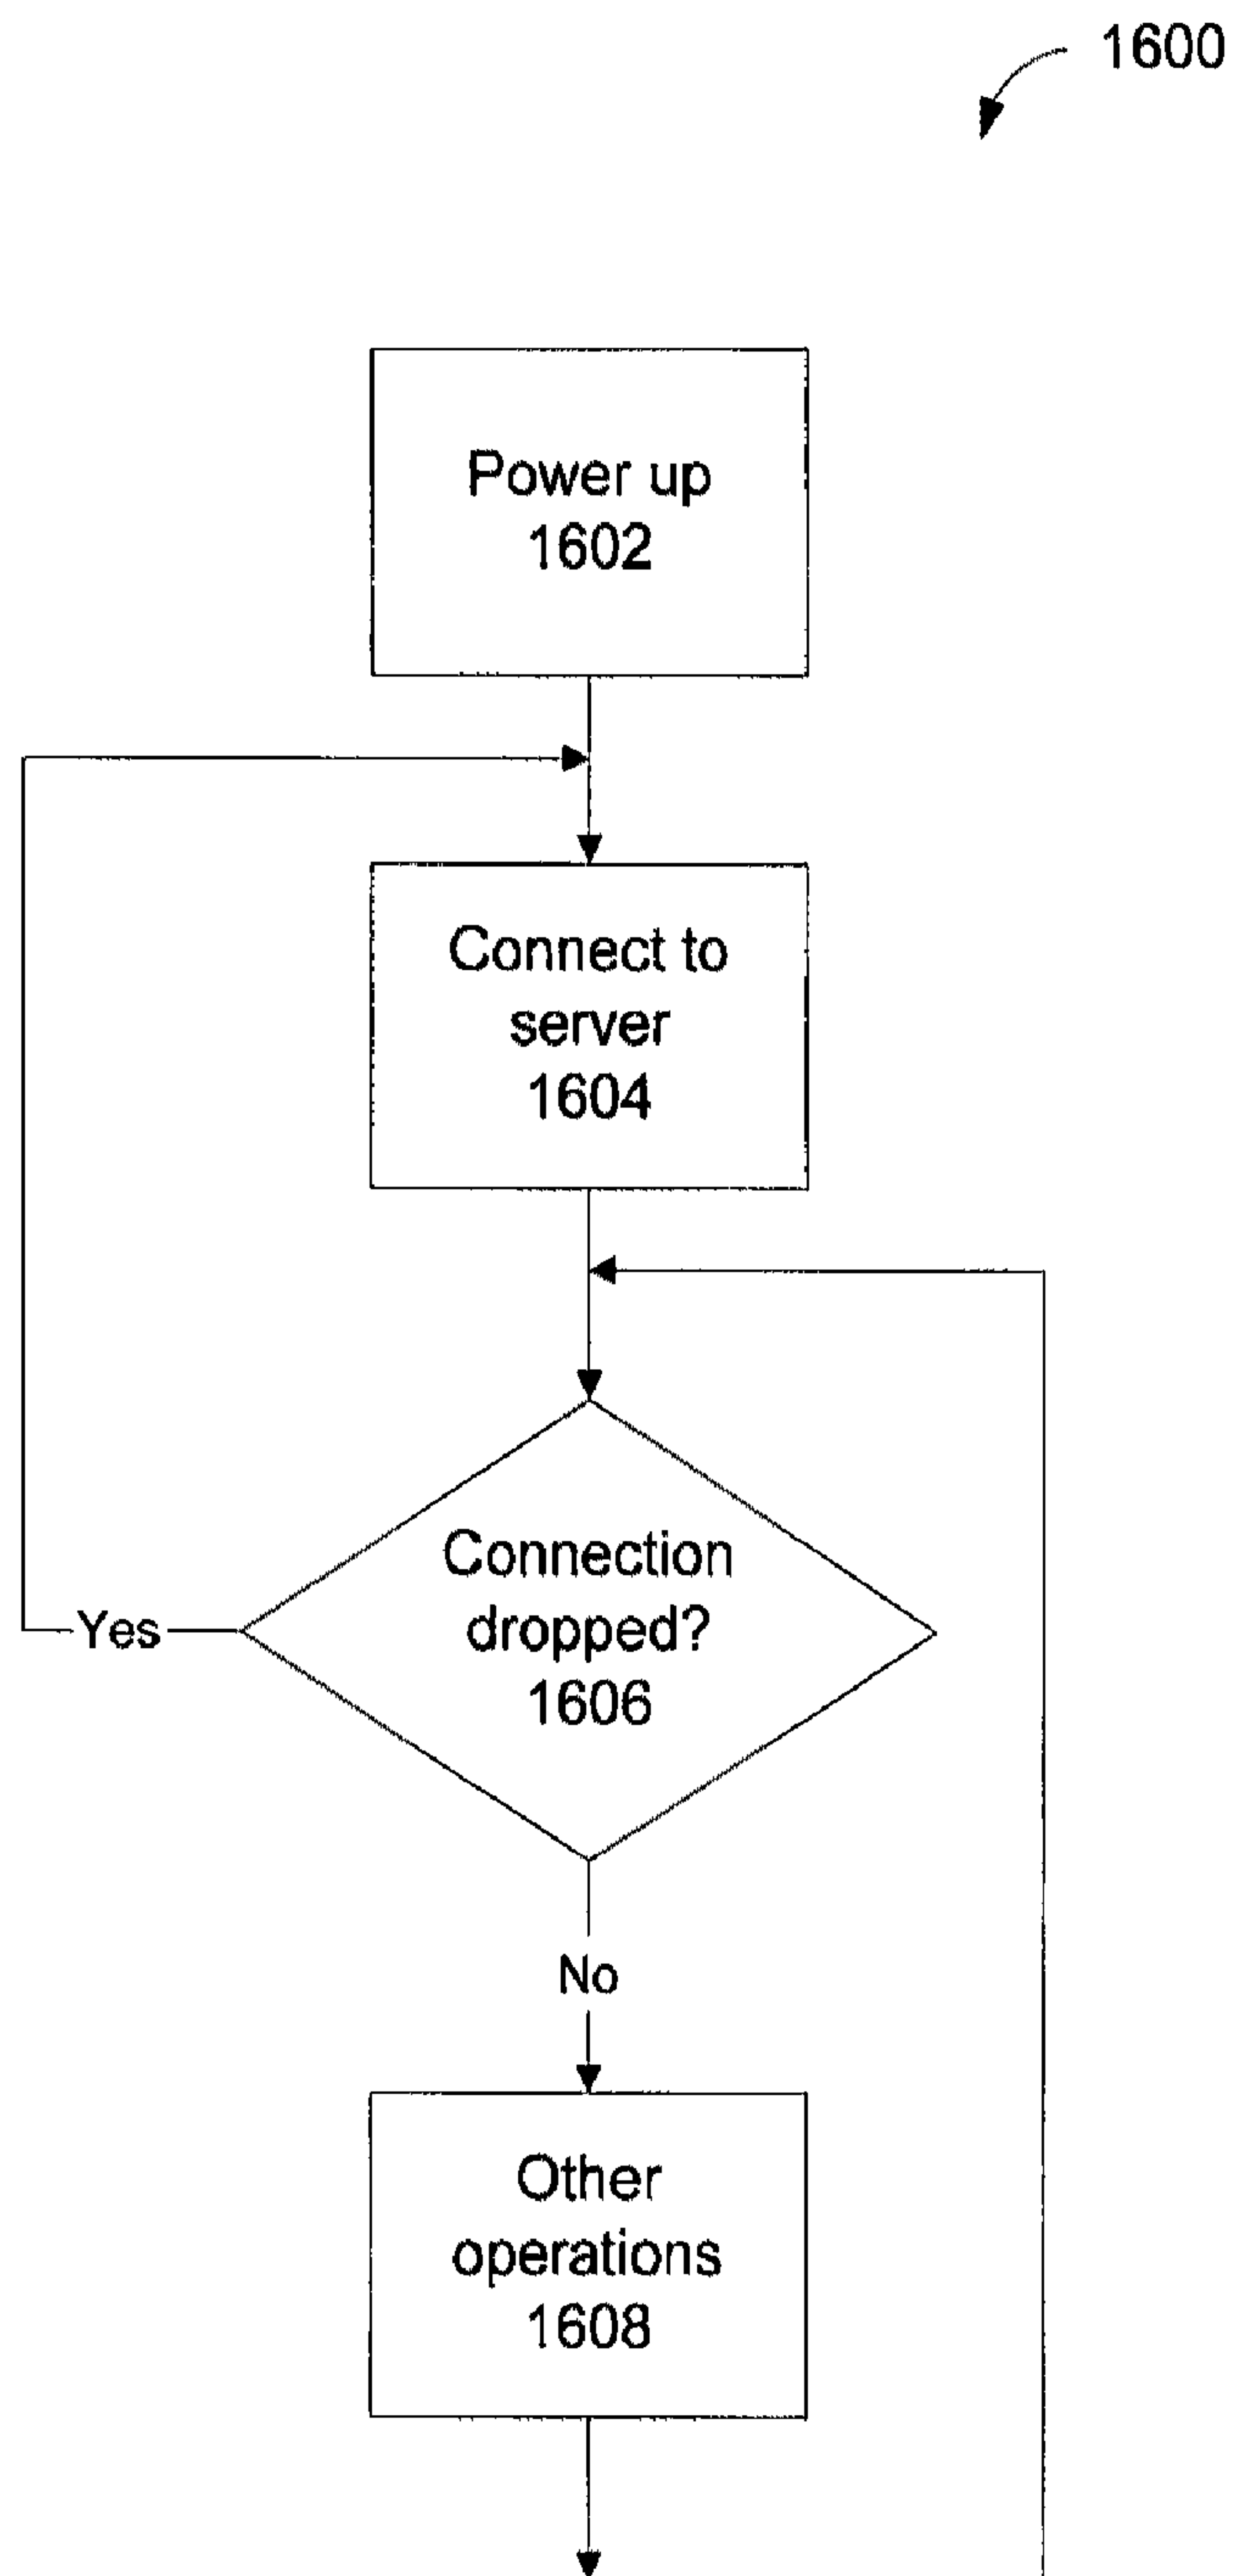 1600
Power up
1602
Connect to
server
1604
Connection
dropped?
1606
Yes
No
Other
operations
1608